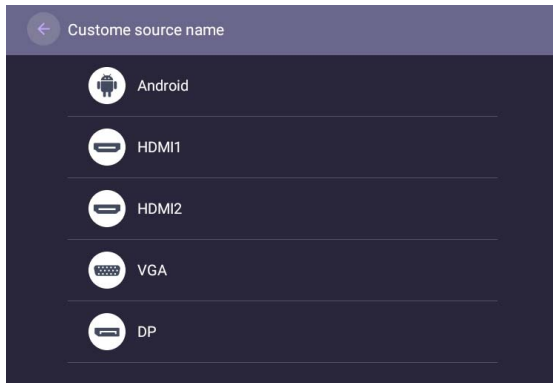 Custome source name
Android
HDMI1
HDMI2
VGA
DP